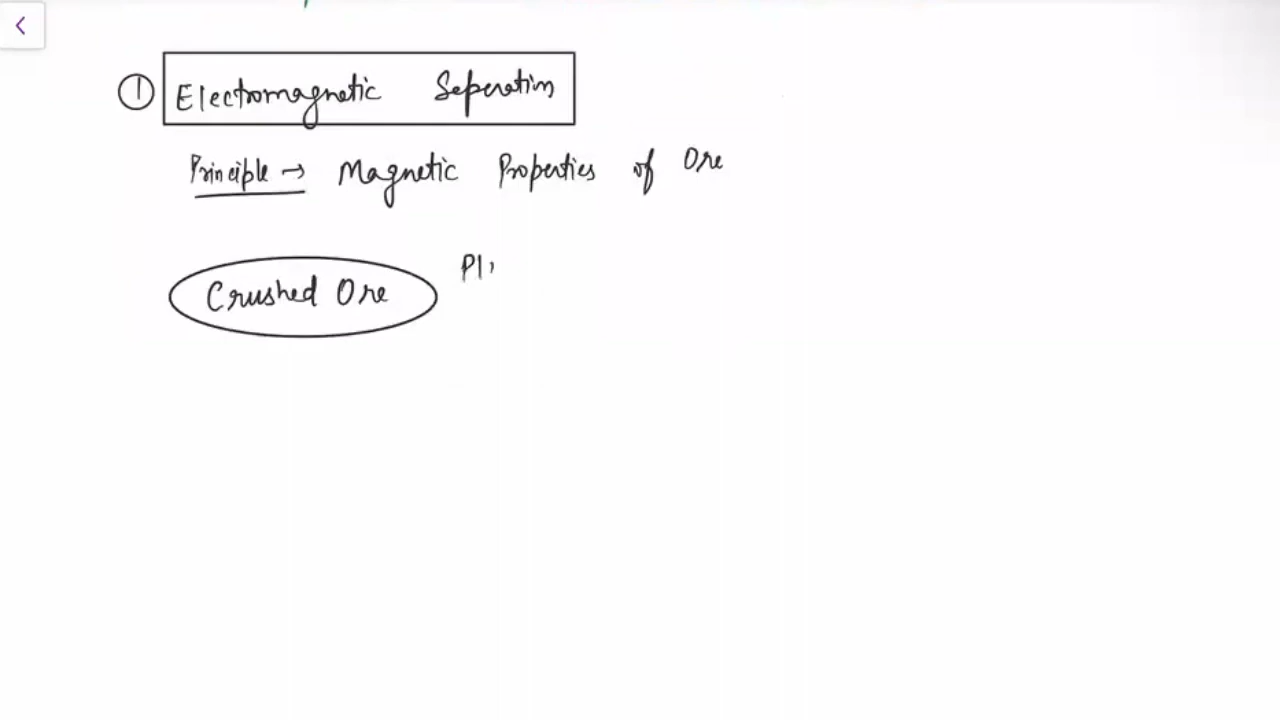 ① Electromagnetic Seperation
Principle → Magnetic Properties of Ore
Crushed Ore